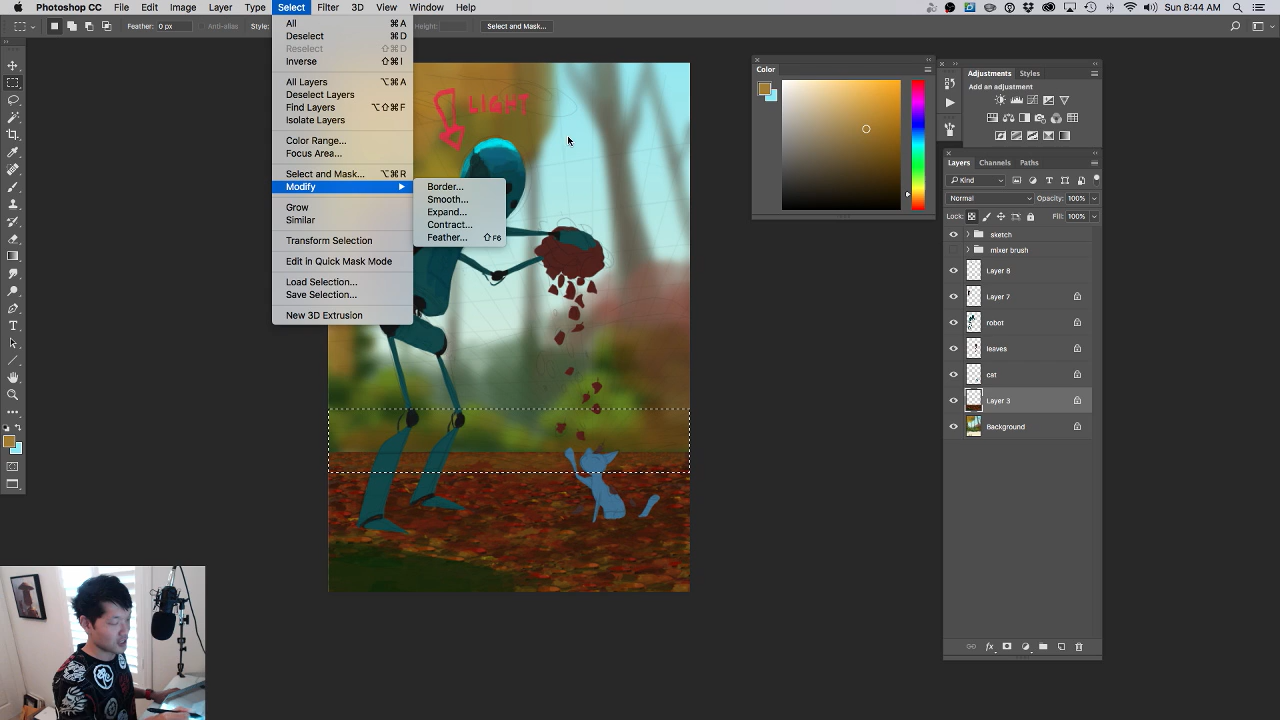 Photoshop CC File Edit Image Layer Type Select Filter 3D View Window Help
Sun 8:44 AM
Feather: 0 px Anti-alias Style: Height: Select and Mask...
All ⌘A
Deselect ⌘D
Reselect ⇧⌘D
Inverse ⇧⌘I
All Layers ⌥⌘A
Deselect Layers
Find Layers ⌥⇧⌘F
Isolate Layers
Color Range...
Focus Area...
Select and Mask... ⌥⌘R
Modify ▶
Grow
Similar
Transform Selection
Edit in Quick Mask Mode
Load Selection...
Save Selection...
New 3D Extrusion
Border...
Smooth...
Expand...
Contract...
Feather... ⇧F6
LIGHT
Color
Adjustments Styles
Add an adjustment
Layers Channels Paths
Kind
Normal Opacity: 100%
Lock: Fill: 100%
sketch
mixer brush
Layer 8
Layer 7
robot
leaves
cat
Layer 3
Background
fx